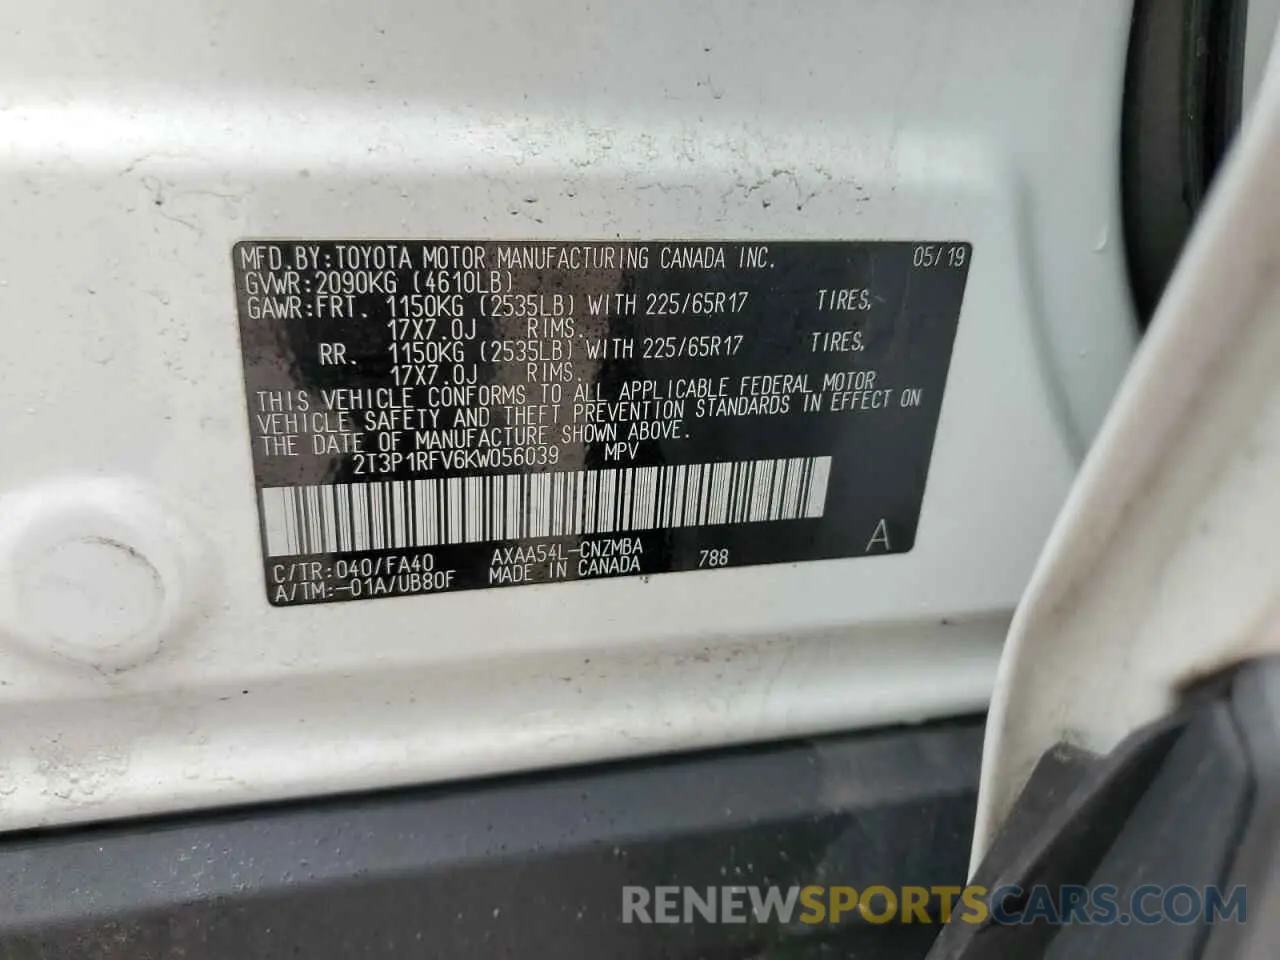 MFD.BY:TOYOTA MOTOR MANUFACTURING CANADA INC. 05/19
GVWR:2090KG (4610LB)
GAWR:FRT. 1150KG (2535LB) WITH 225/65R17 TIRES,
17X7.0J RIMS.
RR. 1150KG (2535LB) WITH 225/65R17 TIRES,
17X7.0J RIMS.
THIS VEHICLE CONFORMS TO ALL APPLICABLE FEDERAL MOTOR
VEHICLE SAFETY AND THEFT PREVENTION STANDARDS IN EFFECT ON
THE DATE OF MANUFACTURE SHOWN ABOVE.
2T3P1RFV6KW056039 MPV
A
C/TR:040/FA40 AXAA54L-CNZMBA 788
A/TM:-01A/UB80F MADE IN CANADA
RENEWSPORTSCARS.COM